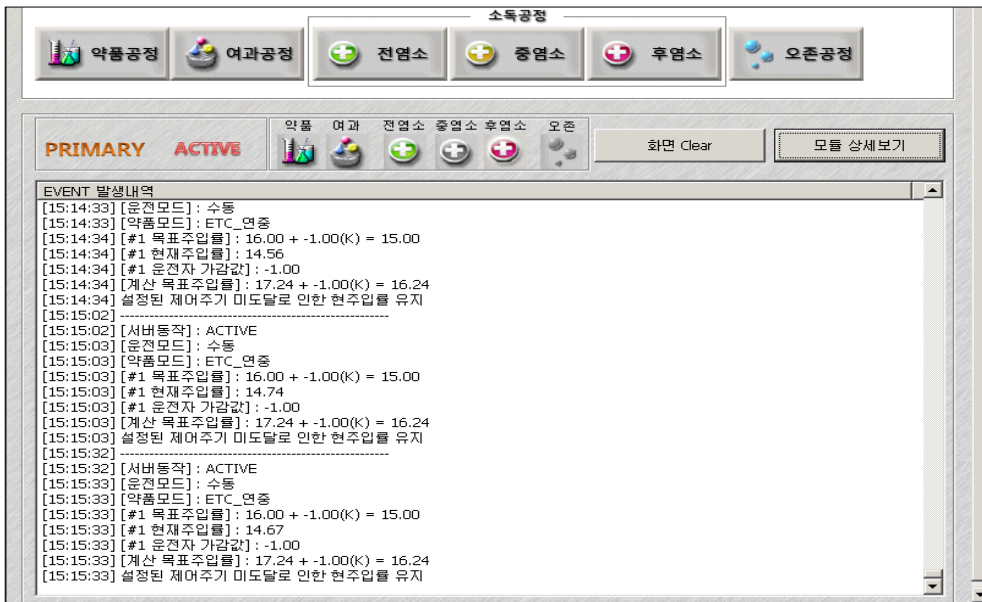 소독공정
약품공정 여과공정 전염소 중염소 후염소 오존공정
약품 여과 전염소 중염소 후염소 오존
PRIMARY ACTIVE 화면 Clear 모듈 상세보기
EVENT 발생내역
[15:14:33] [운전모드] : 수동
[15:14:33] [약품모드] : ETC_연중
[15:14:34] [#1 목표주입률] : 16.00 + -1.00(K) = 15.00
[15:14:34] [#1 현재주입률] : 14.56
[15:14:34] [#1 운전자 가감값] : -1.00
[15:14:34] [계산 목표주입률] : 17.24 + -1.00(K) = 16.24
[15:14:34] 설정된 제어주기 미도달로 인한 현주입률 유지
[15:15:02] ----------------------------------------------------------
[15:15:02] [서버동작] : ACTIVE
[15:15:03] [운전모드] : 수동
[15:15:03] [약품모드] : ETC_연중
[15:15:03] [#1 목표주입률] : 16.00 + -1.00(K) = 15.00
[15:15:03] [#1 현재주입률] : 14.74
[15:15:03] [#1 운전자 가감값] : -1.00
[15:15:03] [계산 목표주입률] : 17.24 + -1.00(K) = 16.24
[15:15:03] 설정된 제어주기 미도달로 인한 현주입률 유지
[15:15:32] ----------------------------------------------------------
[15:15:32] [서버동작] : ACTIVE
[15:15:33] [운전모드] : 수동
[15:15:33] [약품모드] : ETC_연중
[15:15:33] [#1 목표주입률] : 16.00 + -1.00(K) = 15.00
[15:15:33] [#1 현재주입률] : 14.67
[15:15:33] [#1 운전자 가감값] : -1.00
[15:15:33] [계산 목표주입률] : 17.24 + -1.00(K) = 16.24
[15:15:33] 설정된 제어주기 미도달로 인한 현주입률 유지